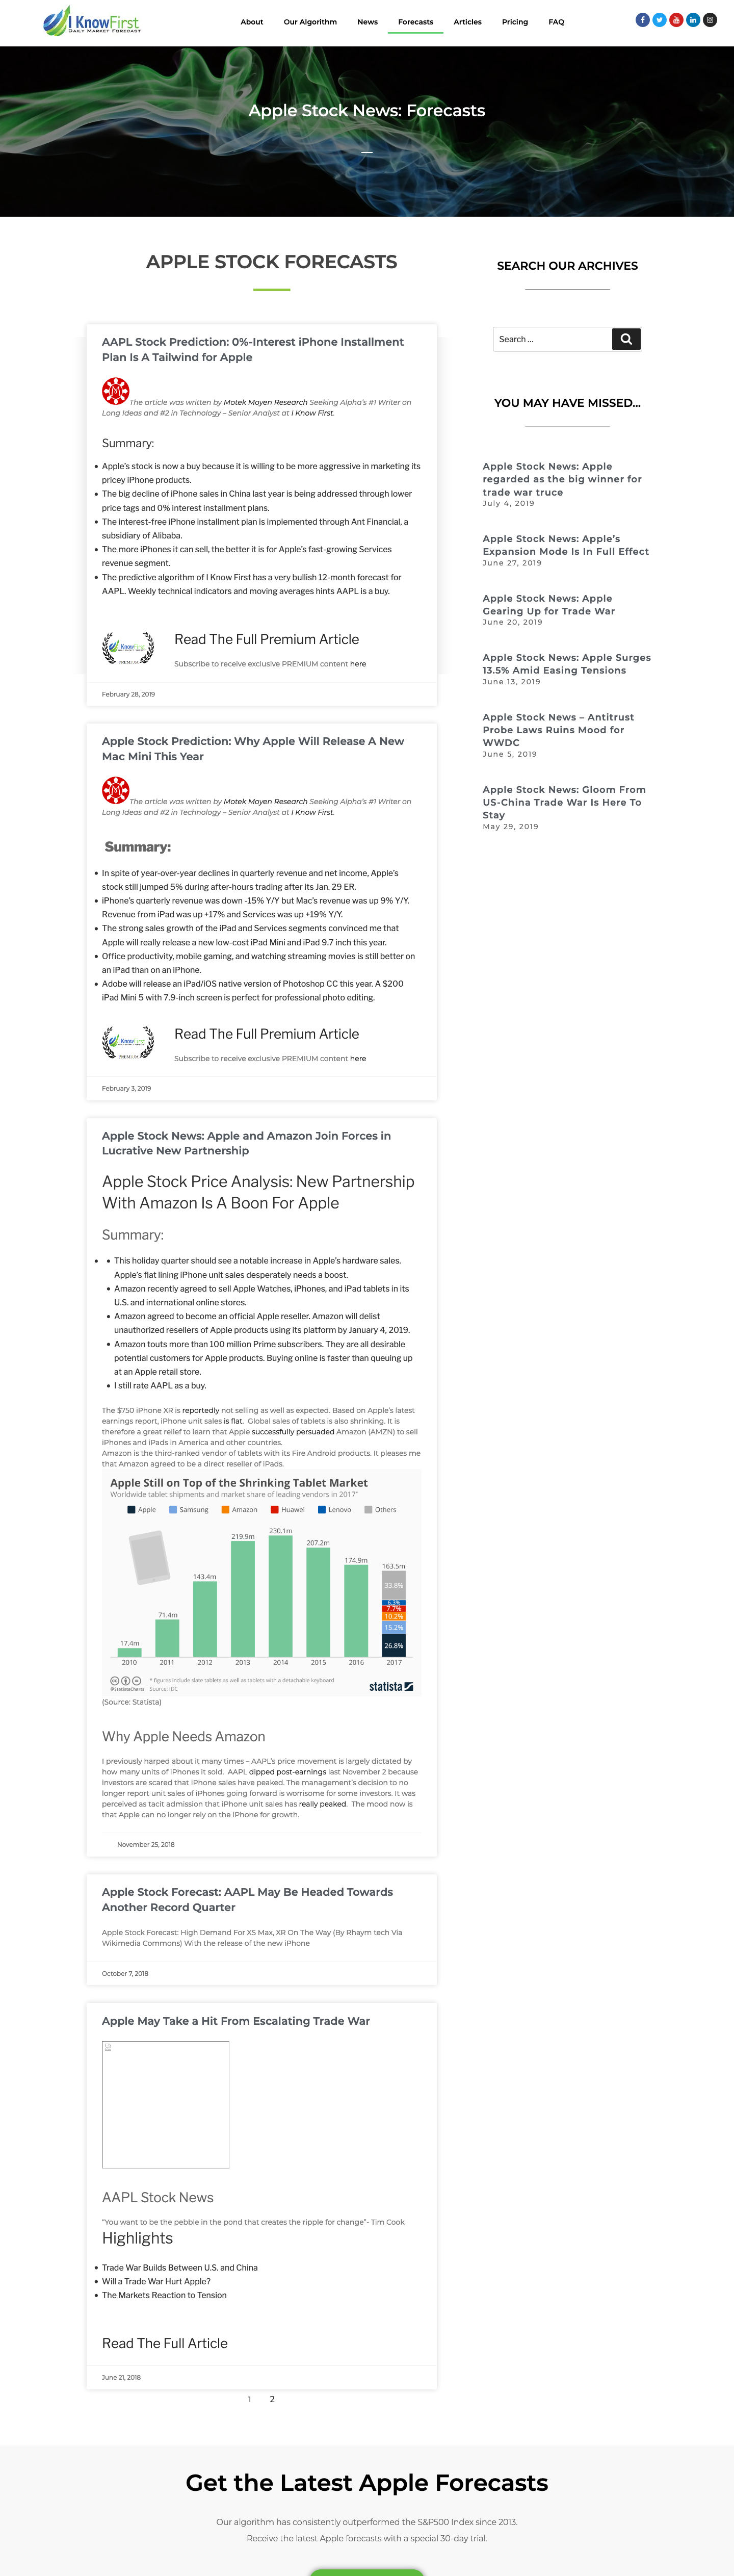 I KnowFirst
DAILY MARKET FORECAST
About
Our Algorithm
News
Forecasts
Articles
Pricing
FAQ
Apple Stock News: Forecasts
APPLE STOCK FORECASTS
AAPL Stock Prediction: 0%-Interest iPhone Installment
Plan Is A Tailwind for Apple
The article was written by Motek Moyen Research Seeking Alpha's #1 Writer on
Long Ideas and #2 in Technology – Senior Analyst at I Know First.
Summary:
Apple's stock is now a buy because it is willing to be more aggressive in marketing its
pricey iPhone products.
The big decline of iPhone sales in China last year is being addressed through lower
price tags and 0% interest installment plans.
The interest-free iPhone installment plan is implemented through Ant Financial, a
subsidiary of Alibaba.
The more iPhones it can sell, the better it is for Apple's fast-growing Services
revenue segment.
The predictive algorithm of I Know First has a very bullish 12-month forecast for
AAPL. Weekly technical indicators and moving averages hints AAPL is a buy.
I KnowFirst
PREMIUM
Read The Full Premium Article
Subscribe to receive exclusive PREMIUM content here
February 28, 2019
Apple Stock Prediction: Why Apple Will Release A New
Mac Mini This Year
The article was written by Motek Moyen Research Seeking Alpha's #1 Writer on
Long Ideas and #2 in Technology – Senior Analyst at I Know First.
Summary:
In spite of year-over-year declines in quarterly revenue and net income, Apple's
stock still jumped 5% during after-hours trading after its Jan. 29 ER.
iPhone's quarterly revenue was down -15% Y/Y but Mac's revenue was up 9% Y/Y.
Revenue from iPad was up +17% and Services was up +19% Y/Y.
The strong sales growth of the iPad and Services segments convinced me that
Apple will really release a new low-cost iPad Mini and iPad 9.7 inch this year.
Office productivity, mobile gaming, and watching streaming movies is still better on
an iPad than on an iPhone.
Adobe will release an iPad/iOS native version of Photoshop CC this year. A $200
iPad Mini 5 with 7.9-inch screen is perfect for professional photo editing.
I KnowFirst
PREMIUM
Read The Full Premium Article
Subscribe to receive exclusive PREMIUM content here
February 3, 2019
Apple Stock News: Apple and Amazon Join Forces in
Lucrative New Partnership
Apple Stock Price Analysis: New Partnership
With Amazon Is A Boon For Apple
Summary:
This holiday quarter should see a notable increase in Apple's hardware sales.
Apple's flat lining iPhone unit sales desperately needs a boost.
Amazon recently agreed to sell Apple Watches, iPhones, and iPad tablets in its
U.S. and international online stores.
Amazon agreed to become an official Apple reseller. Amazon will delist
unauthorized resellers of Apple products using its platform by January 4, 2019.
Amazon touts more than 100 million Prime subscribers. They are all desirable
potential customers for Apple products. Buying online is faster than queuing up
at an Apple retail store.
I still rate AAPL as a buy.
The $750 iPhone XR is reportedly not selling as well as expected. Based on Apple's latest
earnings report, iPhone unit sales is flat. Global sales of tablets is also shrinking. It is
therefore a great relief to learn that Apple successfully persuaded Amazon (AMZN) to sell
iPhones and iPads in America and other countries.
Amazon is the third-ranked vendor of tablets with its Fire Android products. It pleases me
that Amazon agreed to be a direct reseller of iPads.
Apple Still on Top of the Shrinking Tablet Market
Worldwide tablet shipments and market share of leading vendors in 2017*
Apple
Samsung
Amazon
Huawei
Lenovo
Others
17.4m
71.4m
143.4m
219.9m
230.1m
207.2m
174.9m
163.5m
33.8%
6.3%
7.7%
10.2%
15.2%
26.8%
2010
2011
2012
2013
2014
2015
2016
2017
@StatistaCharts
* figures include slate tablets as well as tablets with a detachable keyboard
Source: IDC
statista
(Source: Statista)
Why Apple Needs Amazon
I previously harped about it many times – AAPL's price movement is largely dictated by
how many units of iPhones it sold. AAPL dipped post-earnings last November 2 because
investors are scared that iPhone sales have peaked. The management's decision to no
longer report unit sales of iPhones going forward is worrisome for some investors. It was
perceived as tacit admission that iPhone unit sales has really peaked. The mood now is
that Apple can no longer rely on the iPhone for growth.
November 25, 2018
Apple Stock Forecast: AAPL May Be Headed Towards
Another Record Quarter
Apple Stock Forecast: High Demand For XS Max, XR On The Way (By Rhaym tech Via
Wikimedia Commons) With the release of the new iPhone
October 7, 2018
Apple May Take a Hit From Escalating Trade War
AAPL Stock News
"You want to be the pebble in the pond that creates the ripple for change"- Tim Cook
Highlights
Trade War Builds Between U.S. and China
Will a Trade War Hurt Apple?
The Markets Reaction to Tension
Read The Full Article
June 21, 2018
1
2
SEARCH OUR ARCHIVES
Search ...
YOU MAY HAVE MISSED...
Apple Stock News: Apple
regarded as the big winner for
trade war truce
July 4, 2019
Apple Stock News: Apple's
Expansion Mode Is In Full Effect
June 27, 2019
Apple Stock News: Apple
Gearing Up for Trade War
June 20, 2019
Apple Stock News: Apple Surges
13.5% Amid Easing Tensions
June 13, 2019
Apple Stock News – Antitrust
Probe Laws Ruins Mood for
WWDC
June 5, 2019
Apple Stock News: Gloom From
US-China Trade War Is Here To
Stay
May 29, 2019
Get the Latest Apple Forecasts
Our algorithm has consistently outperformed the S&P500 Index since 2013.
Receive the latest Apple forecasts with a special 30-day trial.